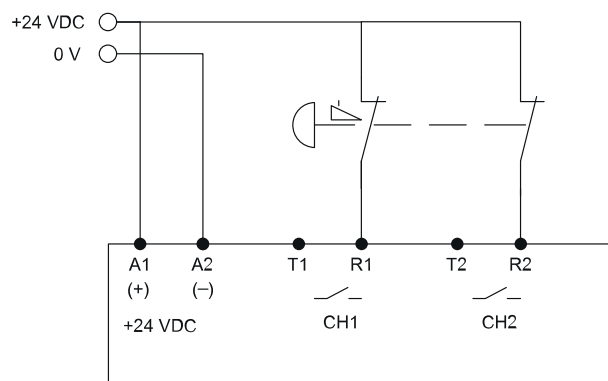 +24 VDC
0 V
A1 A2 T1 R1 T2 R2
(+) (–)
+24 VDC CH1 CH2